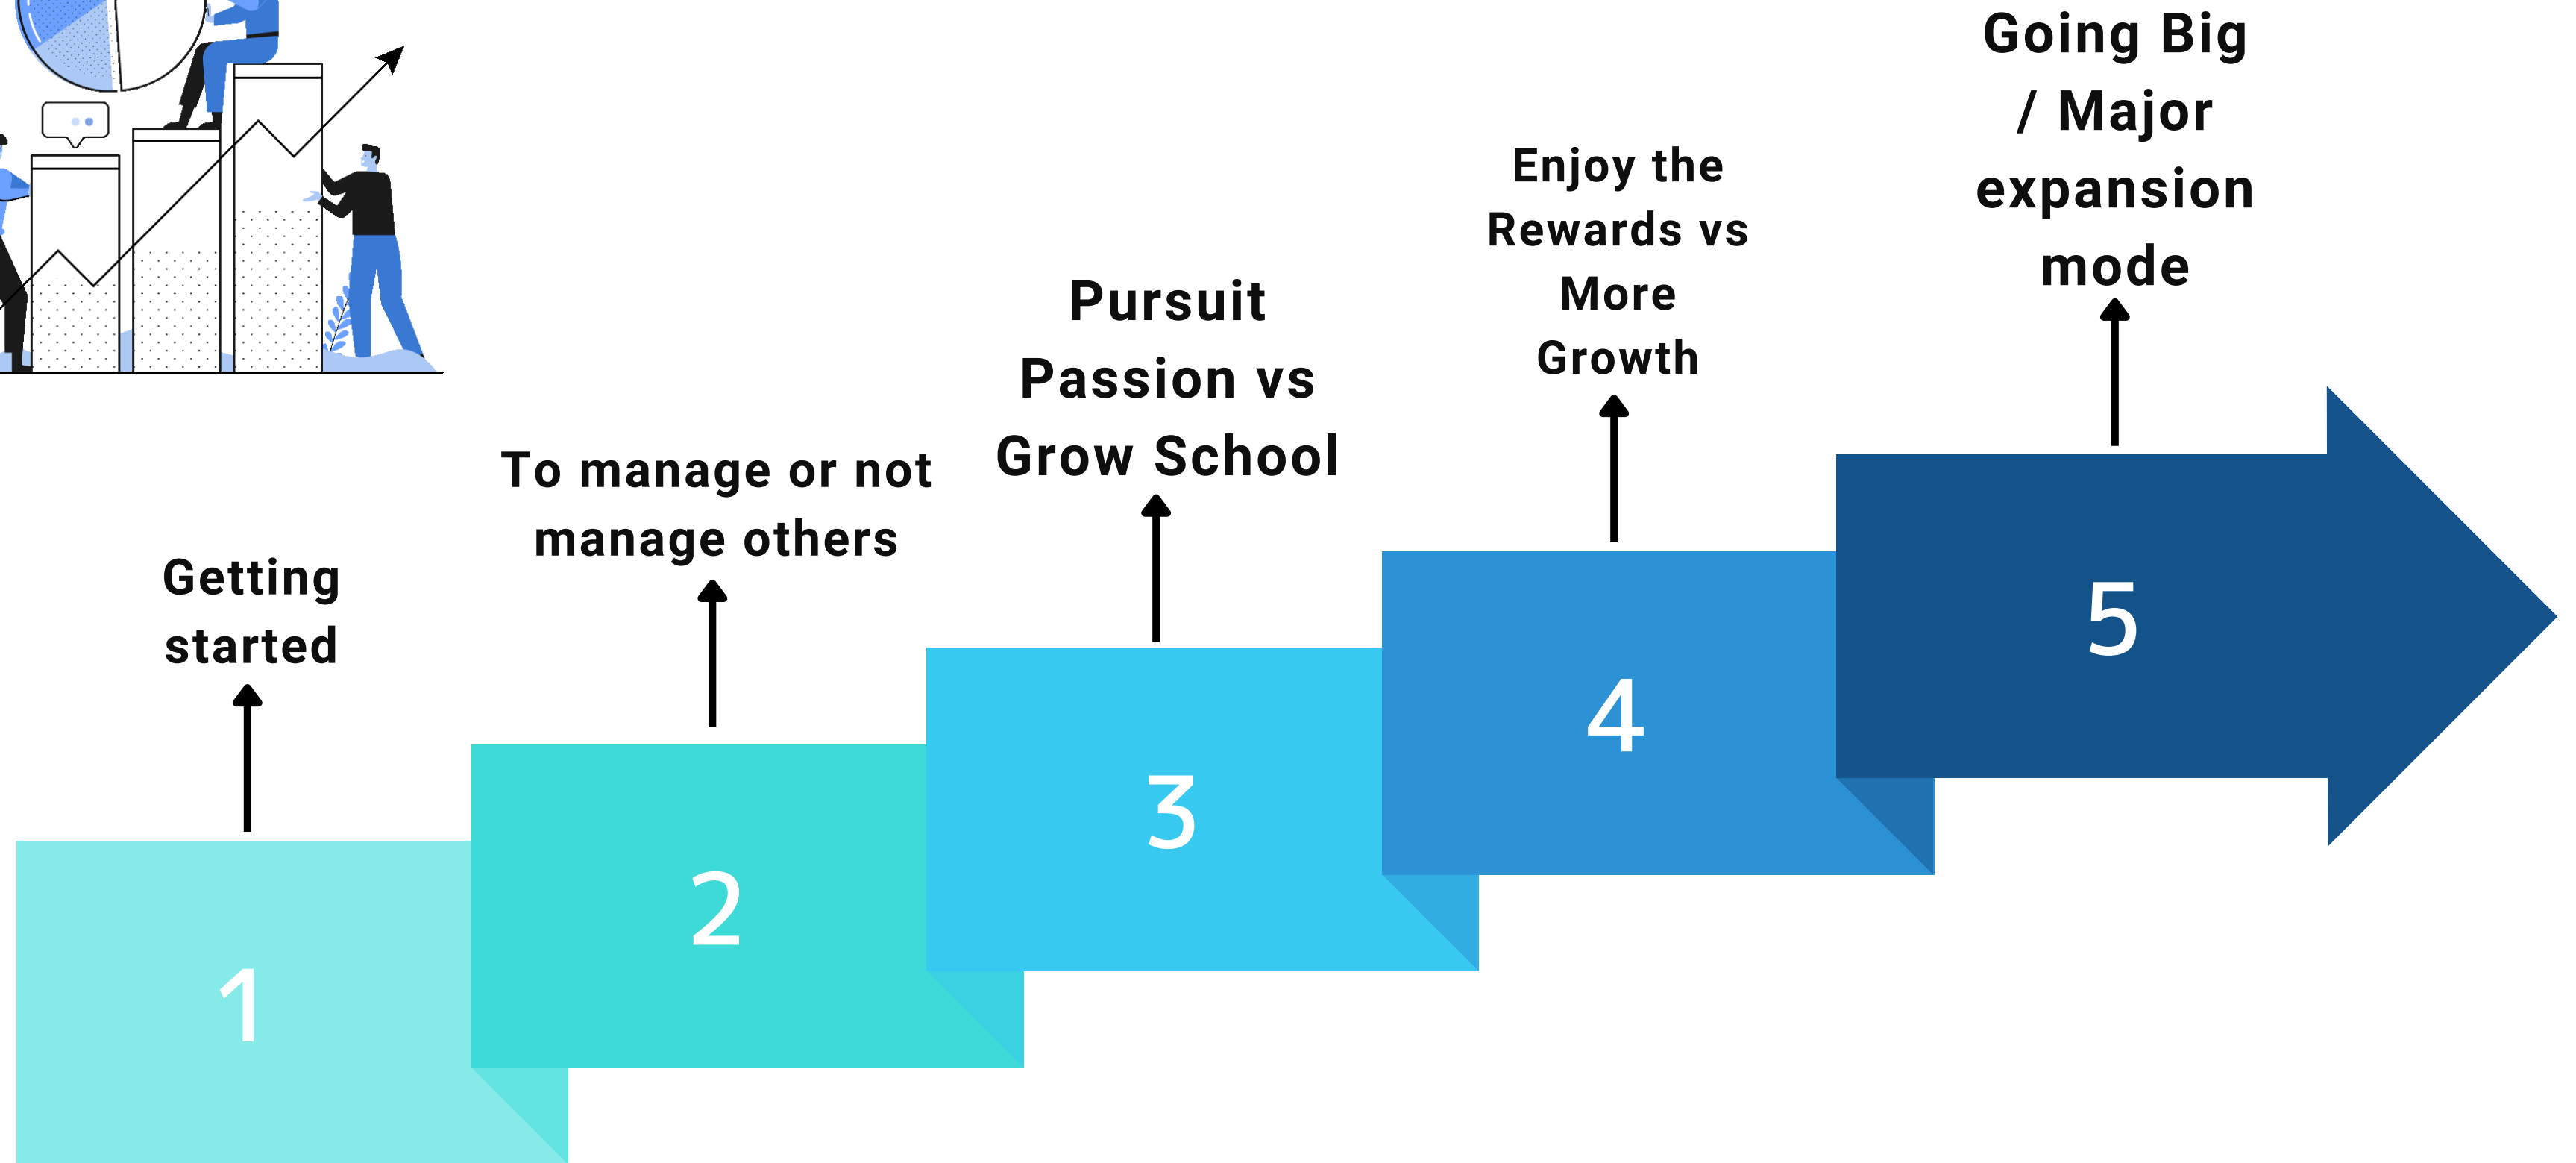 Getting
started
1
To manage or not
manage others
2
Pursuit
Passion vs
Grow School
3
Enjoy the
Rewards vs
More
Growth
4
Going Big
/ Major
expansion
mode
5